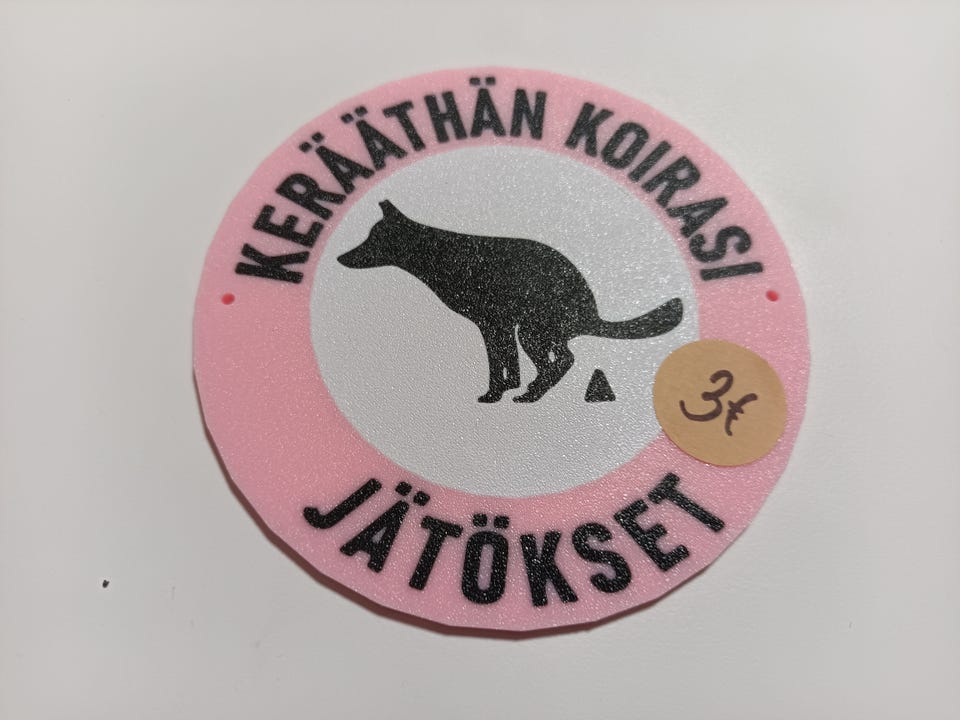 KERÄÄTHÄN KOIRASI
3€
JÄTÖKSET